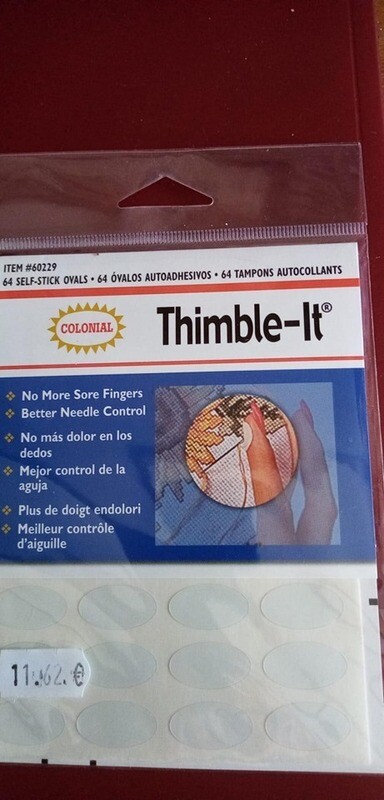 ITEM #60229
64 SELF-STICK OVALS • 64 ÓVALOS AUTOADHESIVOS • 64 TAMPONS AUTOCOLLANTS
COLONIAL
Thimble-It®
No More Sore Fingers
Better Needle Control
No más dolor en los
dedos
Mejor control de la
aguja
Plus de doigt endolori
Meilleur contrôle
d'aiguille
11.62.€